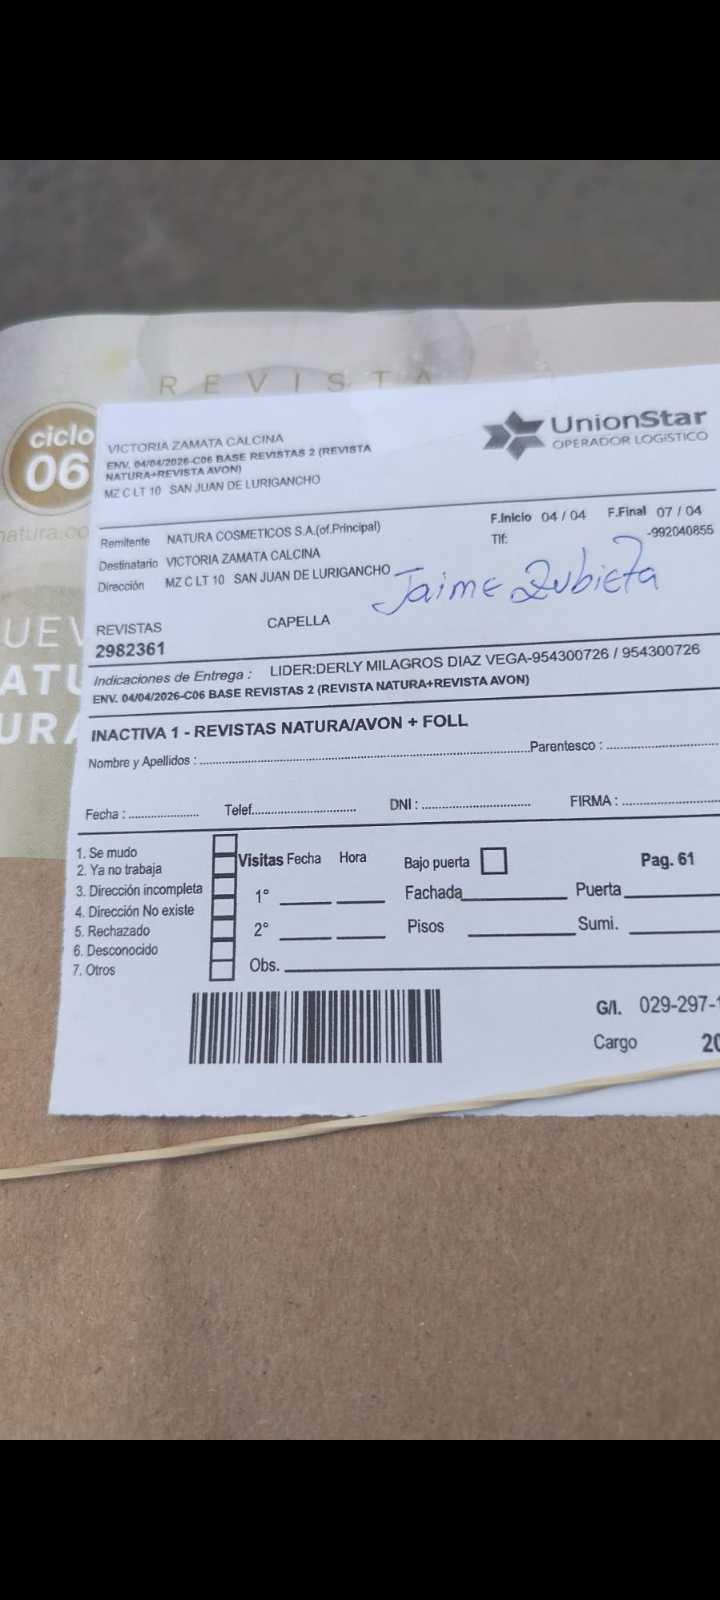 REVISTA
ciclo
06
natura.co
UEV
ATU
URA
UnionStar
OPERADOR LOGíSTICO
VICTORIA ZAMATA CALCINA
ENV. 04/04/2026-C06 BASE REVISTAS 2 (REVISTA
NATURA+REVISTA AVON)
MZ C LT 10 SAN JUAN DE LURIGANCHO
Remitente NATURA COSMETICOS S.A.(of.Principal)
F.Inicio 04 / 04 F.Final 07 / 04
Destinatario VICTORIA ZAMATA CALCINA
Tlf: -992040855
Dirección MZ C LT 10 SAN JUAN DE LURIGANCHO
Jaime Zubieta
REVISTAS CAPELLA
2982361
Indicaciones de Entrega : LIDER:DERLY MILAGROS DIAZ VEGA-954300726 / 954300726
ENV. 04/04/2026-C06 BASE REVISTAS 2 (REVISTA NATURA+REVISTA AVON)
INACTIVA 1 - REVISTAS NATURA/AVON + FOLL
Nombre y Apellidos : Parentesco :
Fecha : Telef. DNI : FIRMA :
1. Se mudo
2. Ya no trabaja
3. Dirección incompleta
4. Dirección No existe
5. Rechazado
6. Desconocido
7. Otros
Visitas Fecha Hora Bajo puerta Pag. 61
1° Fachada Puerta
2° Pisos Sumi.
Obs.
G/I. 029-297-1
Cargo 20